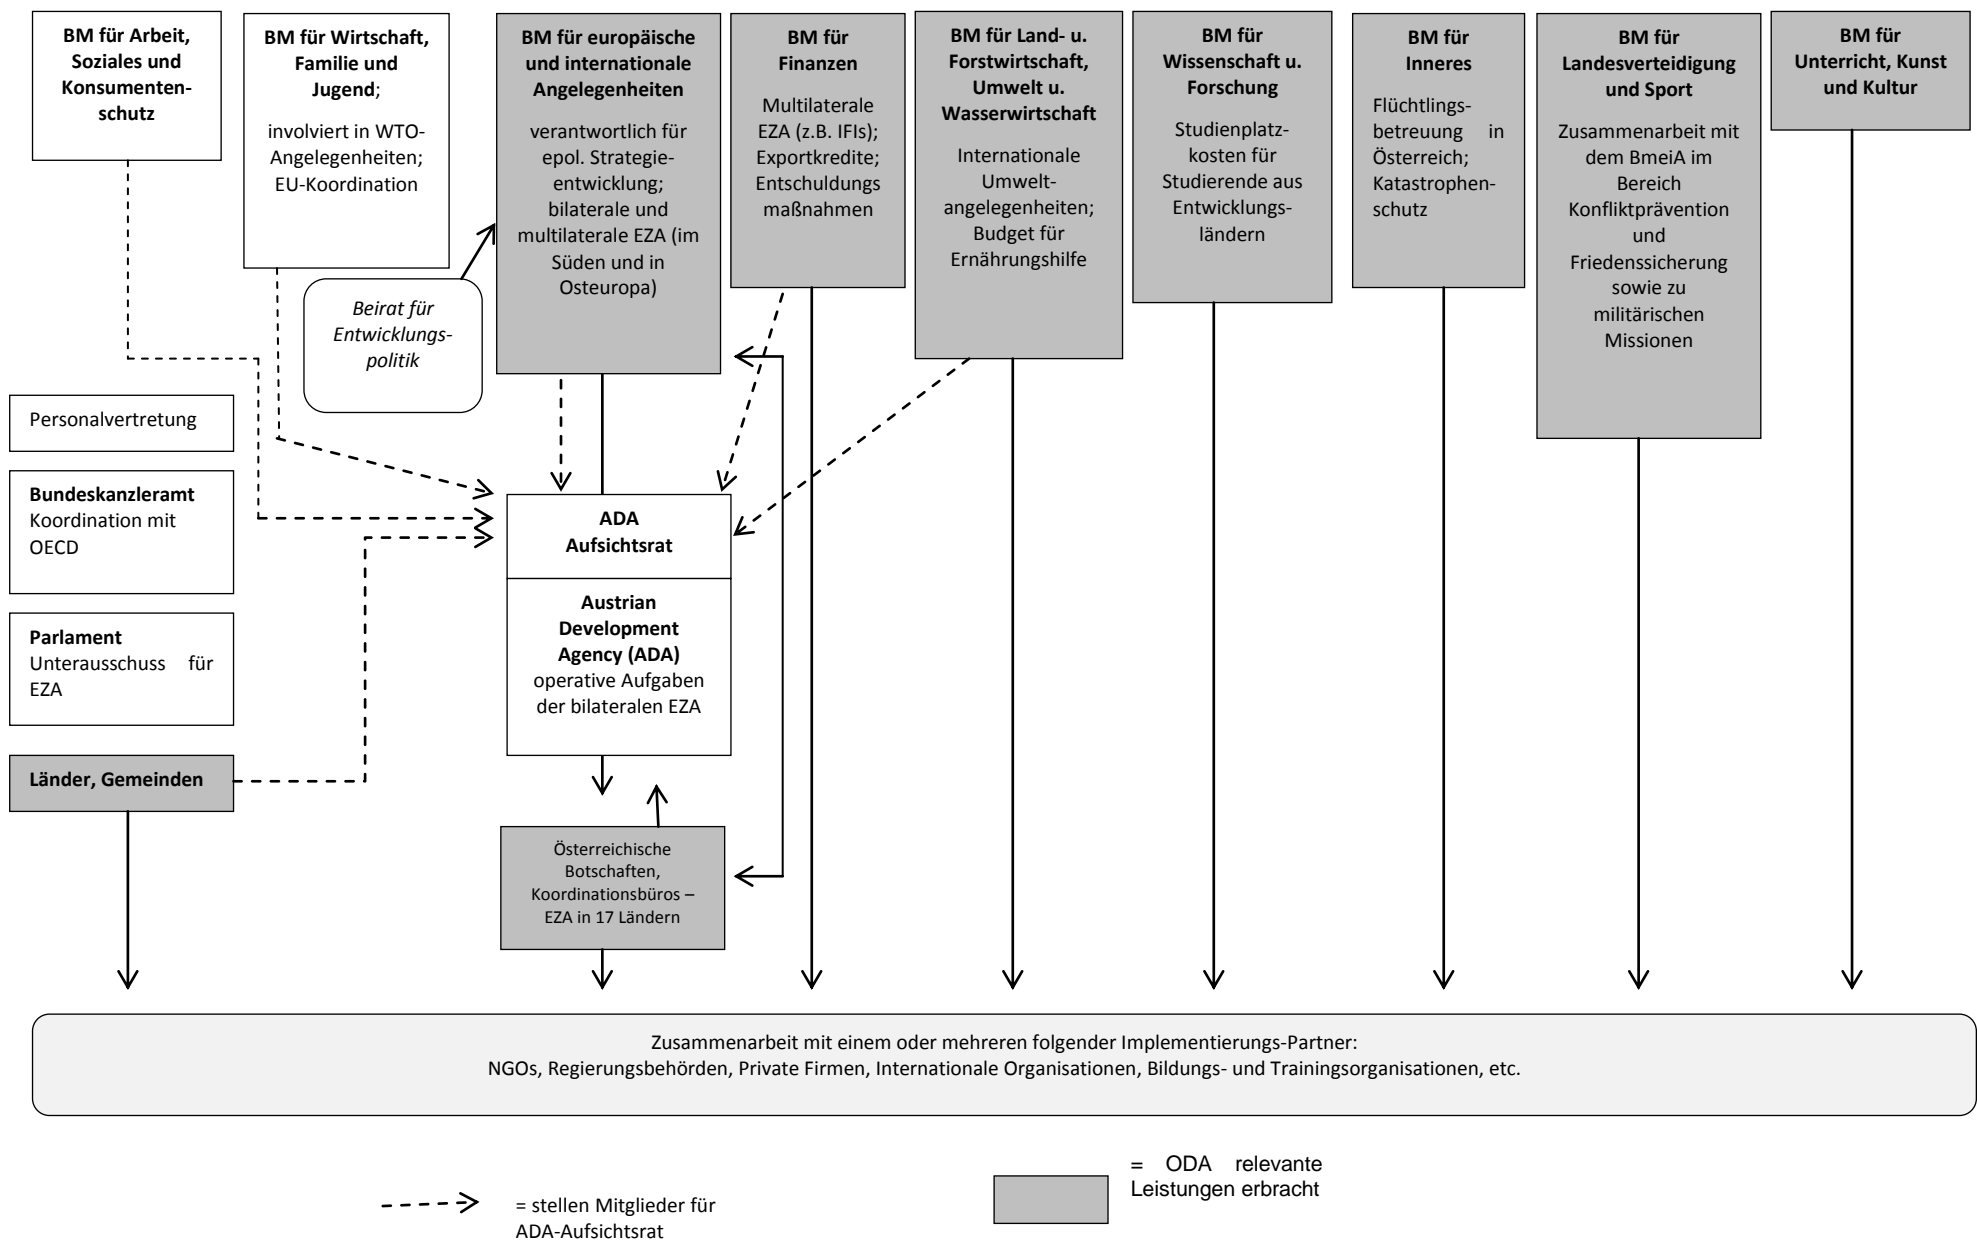 BM für Arbeit,
Soziales und
Konsumenten-
schutz
BM für Wirtschaft,
Familie und
Jugend;
involviert in WTO-
Angelegenheiten;
EU-Koordination
BM für europäische
und internationale
Angelegenheiten
verantwortlich für
epol. Strategie-
entwicklung;
bilaterale und
multilaterale EZA (im
Süden und in
Osteuropa)
BM für
Finanzen
Multilaterale
EZA (z.B. IFIs);
Exportkredite;
Entschuldungs
maßnahmen
BM für Land- u.
Forstwirtschaft,
Umwelt u.
Wasserwirtschaft
Internationale
Umwelt-
angelegenheiten;
Budget für
Ernährungshilfe
BM für
Wissenschaft u.
Forschung
Studienplatz-
kosten für
Studierende aus
Entwicklungs-
ländern
BM für
Inneres
Flüchtlings-
betreuung in
Österreich;
Katastrophen-
schutz
BM für
Landesverteidigung
und Sport
Zusammenarbeit mit
dem BmeiA im
Bereich
Konfliktprävention
und
Friedenssicherung
sowie zu
militärischen
Missionen
BM für
Unterricht, Kunst
und Kultur
Beirat für
Entwicklungs-
politik
Personalvertretung
Bundeskanzleramt
Koordination mit
OECD
Parlament
Unterausschuss für
EZA
Länder, Gemeinden
ADA
Aufsichtsrat
Austrian
Development
Agency (ADA)
operative Aufgaben
der bilateralen EZA
Österreichische
Botschaften,
Koordinationsbüros –
EZA in 17 Ländern
Zusammenarbeit mit einem oder mehreren folgender Implementierungs-Partner:
NGOs, Regierungsbehörden, Private Firmen, Internationale Organisationen, Bildungs- und Trainingsorganisationen, etc.
= stellen Mitglieder für
ADA-Aufsichtsrat
= ODA relevante
Leistungen erbracht